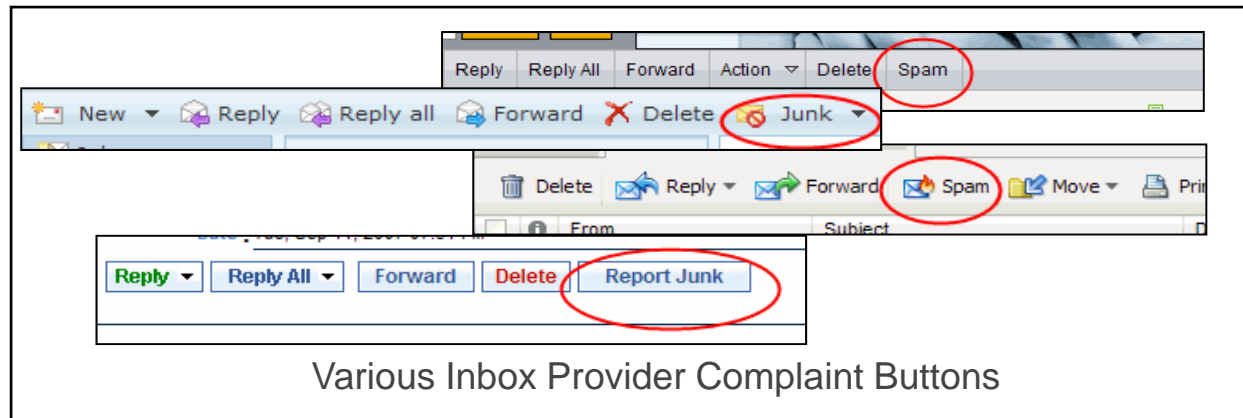 Reply Reply All Forward Action Delete Spam
New Reply Reply all Forward Delete Junk
Delete Reply Forward Spam Move
From Subject
Reply Reply All Forward Delete Report Junk
Various Inbox Provider Complaint Buttons